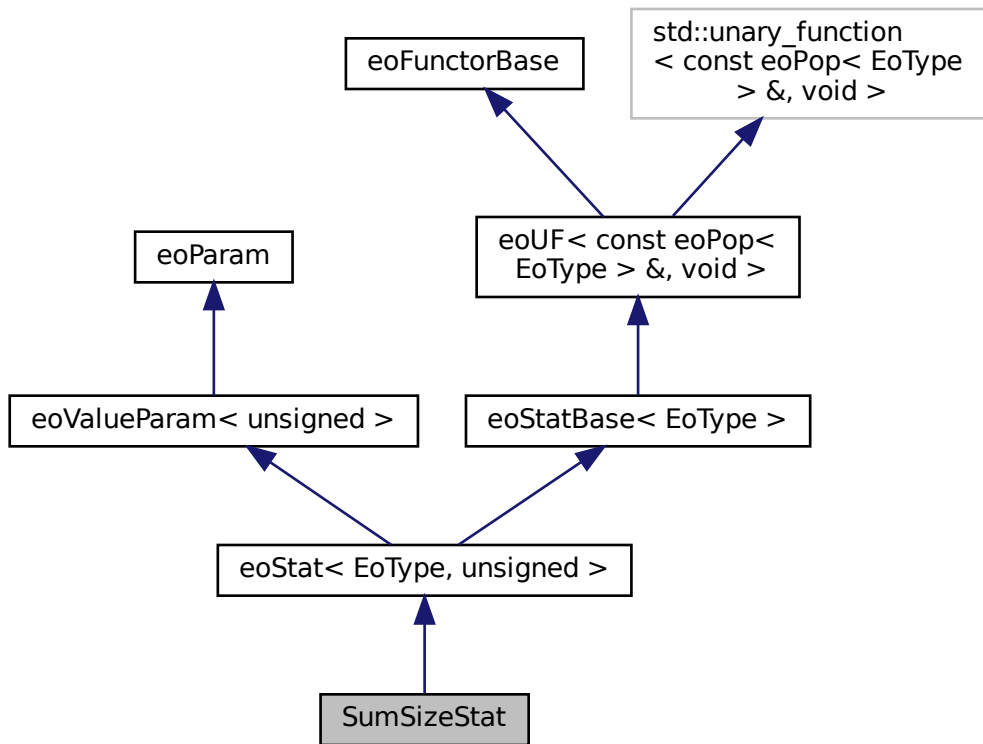 std::unary_function
< const eoPop< EoType
> &, void >
eoFunctorBase
eoUF< const eoPop<
EoType > &, void >
eoParam
eoValueParam< unsigned >
eoStatBase< EoType >
eoStat< EoType, unsigned >
SumSizeStat